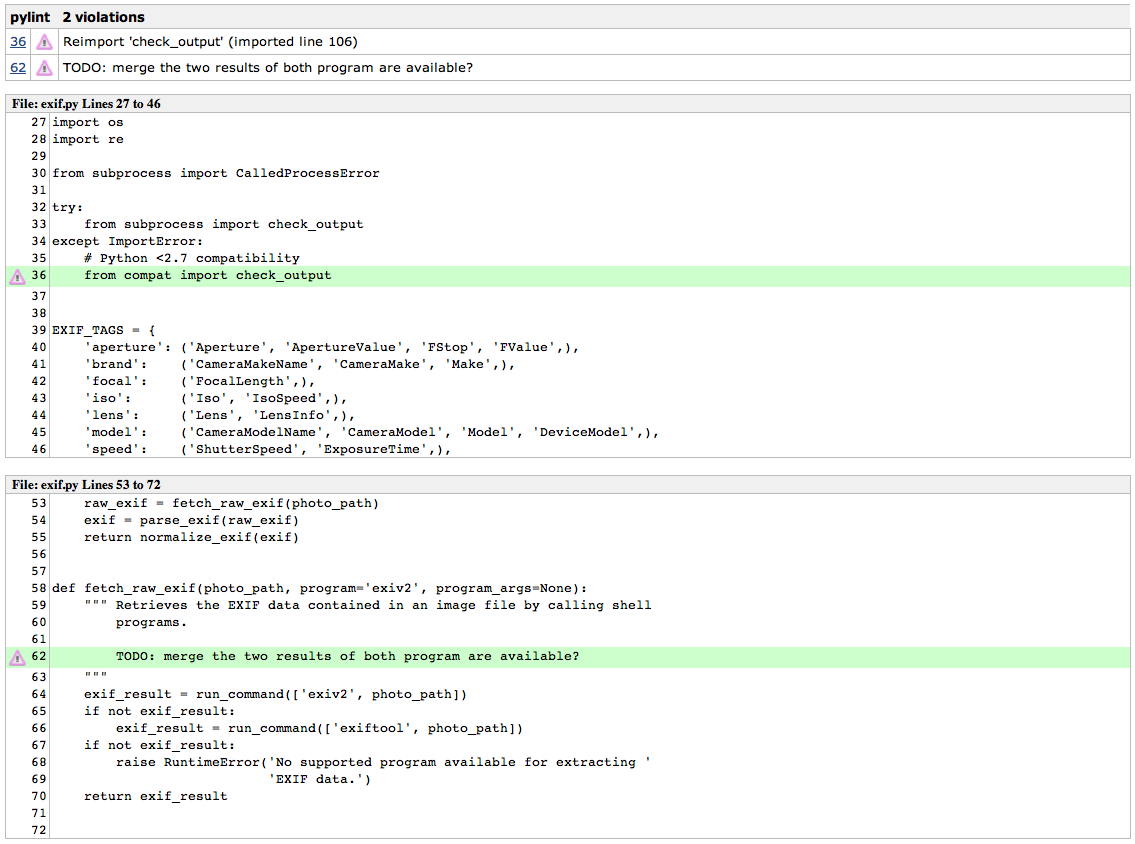 pylint 2 violations
36 Reimport 'check_output' (imported line 106)
62 TODO: merge the two results of both program are available?
File: exif.py Lines 27 to 46
27 import os
28 import re
29
30 from subprocess import CalledProcessError
31
32 try:
33     from subprocess import check_output
34 except ImportError:
35     # Python <2.7 compatibility
36     from compat import check_output
37
38
39 EXIF_TAGS = {
40     'aperture': ('Aperture', 'ApertureValue', 'FStop', 'FValue',),
41     'brand':    ('CameraMakeName', 'CameraMake', 'Make',),
42     'focal':    ('FocalLength',),
43     'iso':      ('Iso', 'IsoSpeed',),
44     'lens':     ('Lens', 'LensInfo',),
45     'model':    ('CameraModelName', 'CameraModel', 'Model', 'DeviceModel',),
46     'speed':    ('ShutterSpeed', 'ExposureTime',),
File: exif.py Lines 53 to 72
53     raw_exif = fetch_raw_exif(photo_path)
54     exif = parse_exif(raw_exif)
55     return normalize_exif(exif)
56
57
58 def fetch_raw_exif(photo_path, program='exiv2', program_args=None):
59     """ Retrieves the EXIF data contained in an image file by calling shell
60         programs.
61
62         TODO: merge the two results of both program are available?
63     """
64     exif_result = run_command(['exiv2', photo_path])
65     if not exif_result:
66         exif_result = run_command(['exiftool', photo_path])
67     if not exif_result:
68         raise RuntimeError('No supported program available for extracting '
69                            'EXIF data.')
70     return exif_result
71
72